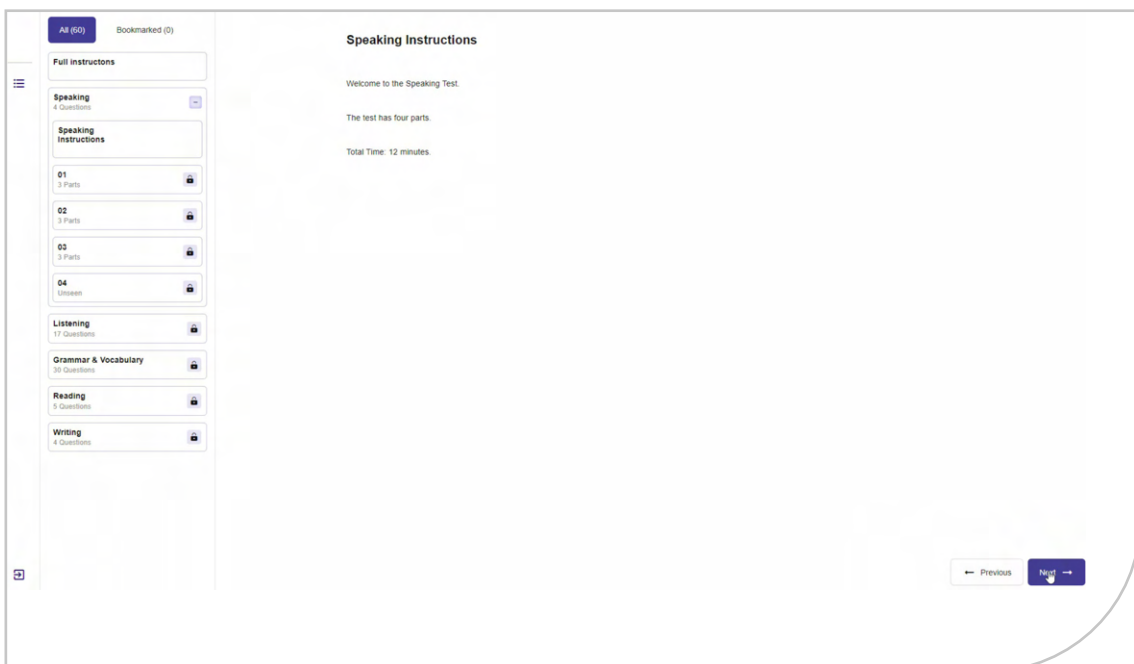 All (60) Bookmarked (0)
Full instructons
Speaking
4 Questions
Speaking
Instructions
01
3 Parts
02
3 Parts
03
3 Parts
04
Unseen
Listening
17 Questions
Grammar & Vocabulary
30 Questions
Reading
5 Questions
Writing
4 Questions
Speaking Instructions
Welcome to the Speaking Test.
The test has four parts.
Total Time: 12 minutes.
← Previous
Next →